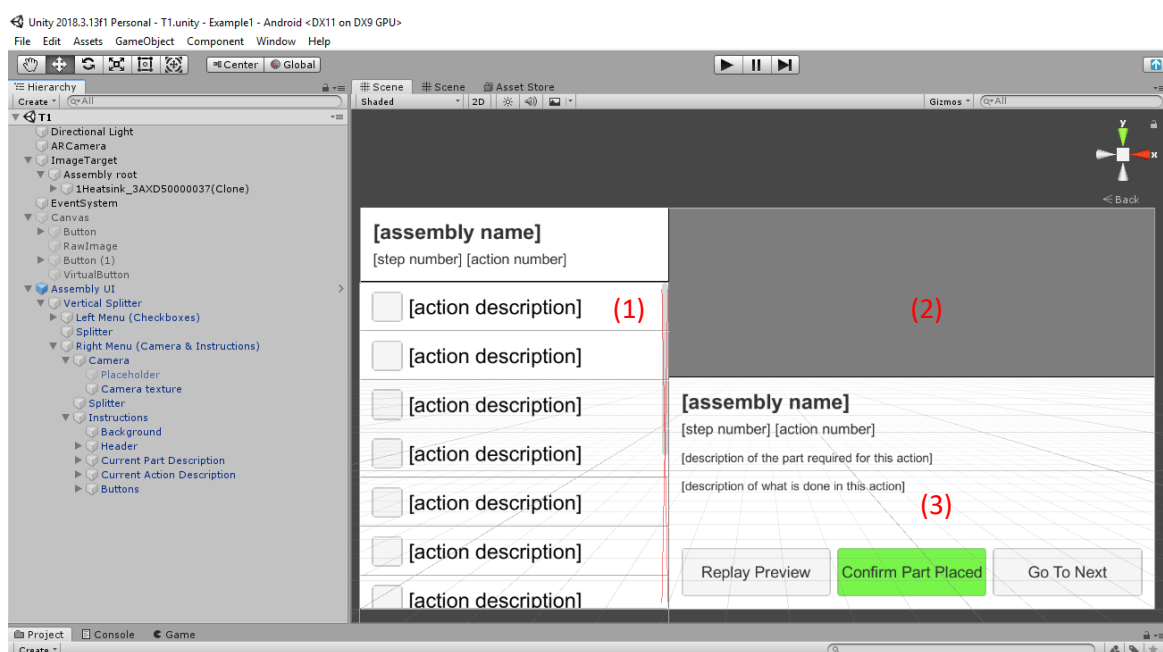 Unity 2018.3.13f1 Personal - T1.unity - Example1 - Android <DX11 on DX9 GPU>
File Edit Assets GameObject Component Window Help
Center Global
Hierarchy
Create All
T1
Directional Light
ARCamera
ImageTarget
Assembly root
1Heatsink_3AXD50000037(Clone)
EventSystem
Canvas
Button
RawImage
Button (1)
VirtualButton
Assembly UI
Vertical Splitter
Left Menu (Checkboxes)
Splitter
Right Menu (Camera & Instructions)
Camera
Placeholder
Camera texture
Splitter
Instructions
Background
Header
Current Part Description
Current Action Description
Buttons
Scene Scene Asset Store
Shaded 2D Gizmos All
y
x
Back
[assembly name]
[step number] [action number]
[action description] (1)
[action description]
[action description]
[action description]
[action description]
[action description]
[action description]
(2)
[assembly name]
[step number] [action number]
[description of the part required for this action]
[description of what is done in this action]
(3)
Replay Preview Confirm Part Placed Go To Next
Project Console Game
Create